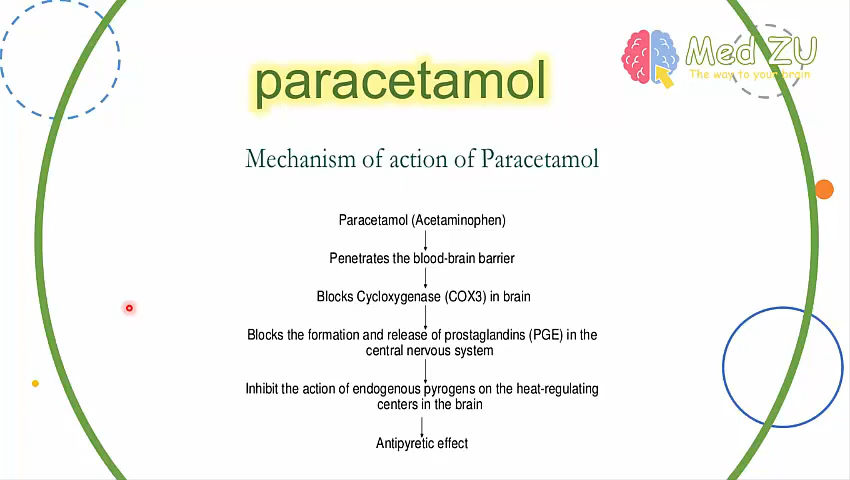 Med ZU
The way to your brain
paracetamol
Mechanism of action of Paracetamol
Paracetamol (Acetaminophen)
Penetrates the blood-brain barrier
Blocks Cycloxygenase (COX3) in brain
Blocks the formation and release of prostaglandins (PGE) in the
central nervous system
Inhibit the action of endogenous pyrogens on the heat-regulating
centers in the brain
Antipyretic effect